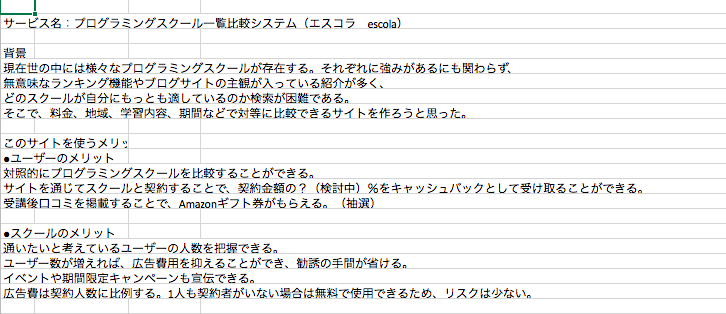 サービス名：プログラミングスクール一覧比較システム（エスコラ　escola）
背景
現在世の中には様々なプログラミングスクールが存在する。それぞれに強みがあるにも関わらず、
無意味なランキング機能やブログサイトの主観が入っている紹介が多く、
どのスクールが自分にもっとも適しているのか検索が困難である。
そこで、料金、地域、学習内容、期間などで対等に比較できるサイトを作ろうと思った。
このサイトを使うメリッ
●ユーザーのメリット
対照的にプログラミングスクールを比較することができる。
サイトを通じてスクールと契約することで、契約金額の？（検討中）％をキャッシュバックとして受け取ることができる。
受講後口コミを掲載することで、Amazonギフト券がもらえる。（抽選）
●スクールのメリット
通いたいと考えているユーザーの人数を把握できる。
ユーザー数が増えれば、広告費用を抑えることができ、勧誘の手間が省ける。
イベントや期間限定キャンペーンも宣伝できる。
広告費は契約人数に比例する。1人も契約者がいない場合は無料で使用できるため、リスクは少ない。